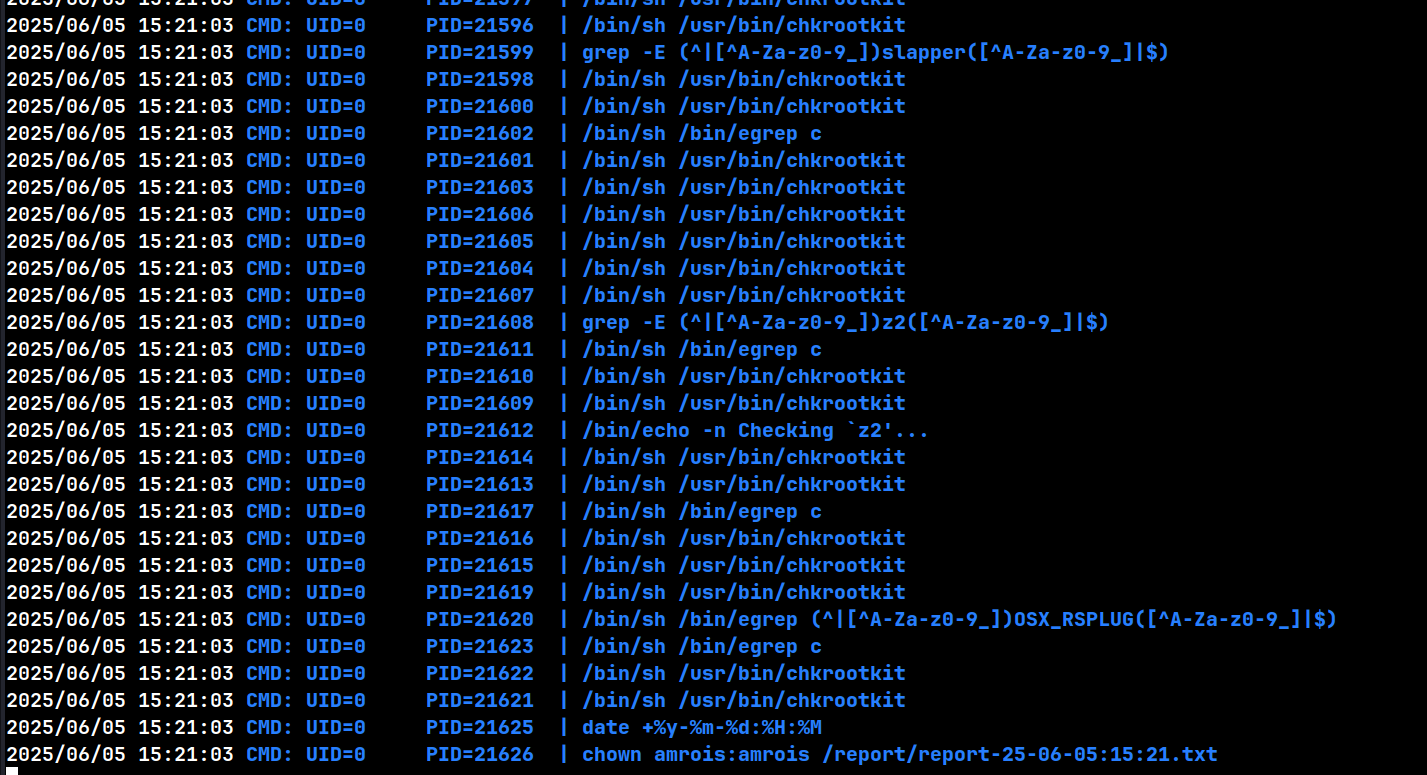 2025/06/05 15:21:03 CMD: UID=0     PID=21597  | /bin/sh /usr/bin/chkrootkit
2025/06/05 15:21:03 CMD: UID=0     PID=21596  | /bin/sh /usr/bin/chkrootkit
2025/06/05 15:21:03 CMD: UID=0     PID=21599  | grep -E (^|[^A-Za-z0-9_])slapper([^A-Za-z0-9_]|$)
2025/06/05 15:21:03 CMD: UID=0     PID=21598  | /bin/sh /usr/bin/chkrootkit
2025/06/05 15:21:03 CMD: UID=0     PID=21600  | /bin/sh /usr/bin/chkrootkit
2025/06/05 15:21:03 CMD: UID=0     PID=21602  | /bin/sh /bin/egrep c
2025/06/05 15:21:03 CMD: UID=0     PID=21601  | /bin/sh /usr/bin/chkrootkit
2025/06/05 15:21:03 CMD: UID=0     PID=21603  | /bin/sh /usr/bin/chkrootkit
2025/06/05 15:21:03 CMD: UID=0     PID=21606  | /bin/sh /usr/bin/chkrootkit
2025/06/05 15:21:03 CMD: UID=0     PID=21605  | /bin/sh /usr/bin/chkrootkit
2025/06/05 15:21:03 CMD: UID=0     PID=21604  | /bin/sh /usr/bin/chkrootkit
2025/06/05 15:21:03 CMD: UID=0     PID=21607  | /bin/sh /usr/bin/chkrootkit
2025/06/05 15:21:03 CMD: UID=0     PID=21608  | grep -E (^|[^A-Za-z0-9_])z2([^A-Za-z0-9_]|$)
2025/06/05 15:21:03 CMD: UID=0     PID=21611  | /bin/sh /bin/egrep c
2025/06/05 15:21:03 CMD: UID=0     PID=21610  | /bin/sh /usr/bin/chkrootkit
2025/06/05 15:21:03 CMD: UID=0     PID=21609  | /bin/sh /usr/bin/chkrootkit
2025/06/05 15:21:03 CMD: UID=0     PID=21612  | /bin/echo -n Checking `z2'...
2025/06/05 15:21:03 CMD: UID=0     PID=21614  | /bin/sh /usr/bin/chkrootkit
2025/06/05 15:21:03 CMD: UID=0     PID=21613  | /bin/sh /usr/bin/chkrootkit
2025/06/05 15:21:03 CMD: UID=0     PID=21617  | /bin/sh /bin/egrep c
2025/06/05 15:21:03 CMD: UID=0     PID=21616  | /bin/sh /usr/bin/chkrootkit
2025/06/05 15:21:03 CMD: UID=0     PID=21615  | /bin/sh /usr/bin/chkrootkit
2025/06/05 15:21:03 CMD: UID=0     PID=21619  | /bin/sh /usr/bin/chkrootkit
2025/06/05 15:21:03 CMD: UID=0     PID=21620  | /bin/sh /bin/egrep (^|[^A-Za-z0-9_])OSX_RSPLUG([^A-Za-z0-9_]|$)
2025/06/05 15:21:03 CMD: UID=0     PID=21623  | /bin/sh /bin/egrep c
2025/06/05 15:21:03 CMD: UID=0     PID=21622  | /bin/sh /usr/bin/chkrootkit
2025/06/05 15:21:03 CMD: UID=0     PID=21621  | /bin/sh /usr/bin/chkrootkit
2025/06/05 15:21:03 CMD: UID=0     PID=21625  | date +%y-%m-%d:%H:%M
2025/06/05 15:21:03 CMD: UID=0     PID=21626  | chown amrois:amrois /report/report-25-06-05:15:21.txt